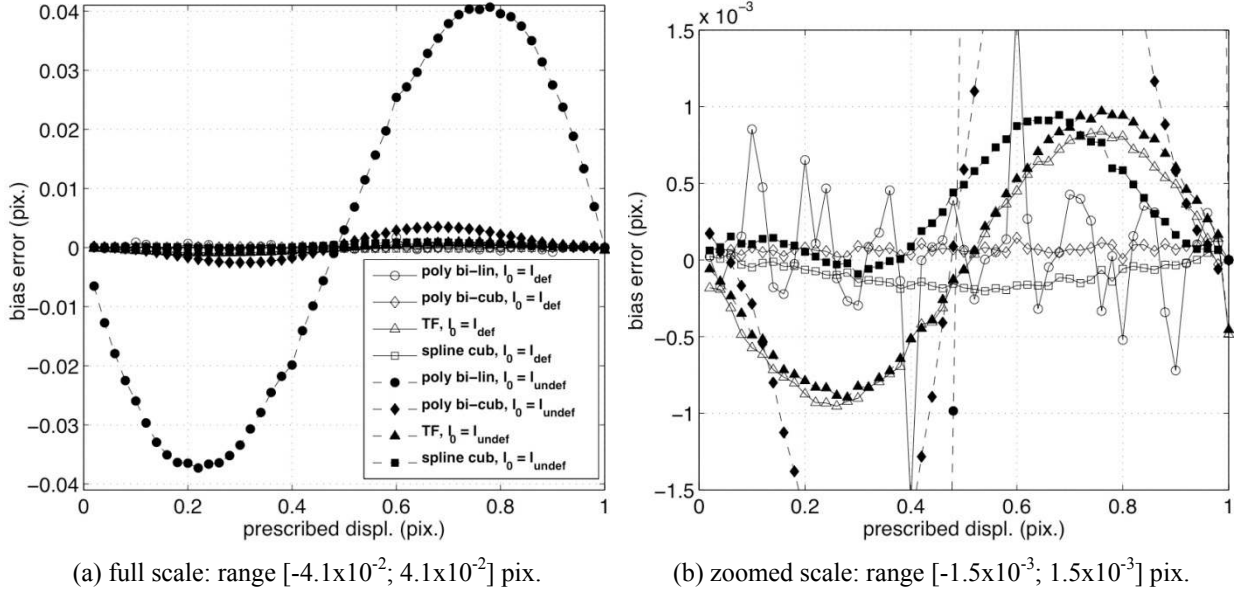 0.04
0.03
0.02
0.01
0
−0.01
−0.02
−0.03
−0.04
bias error (pix.)
0 0.2 0.4 0.6 0.8 1
prescribed displ. (pix.)
poly bi−lin, I0 = Idef
poly bi−cub, I0 = Idef
TF, I0 = Idef
spline cub, I0 = Idef
poly bi−lin, I0 = Iundef
poly bi−cub, I0 = Iundef
TF, I0 = Iundef
spline cub, I0 = Iundef
(a) full scale: range [-4.1x10-2; 4.1x10-2] pix.
x 10−3
1.5
1
0.5
0
−0.5
−1
−1.5
bias error (pix.)
0 0.2 0.4 0.6 0.8 1
prescribed displ. (pix.)
(b) zoomed scale: range [-1.5x10-3; 1.5x10-3] pix.